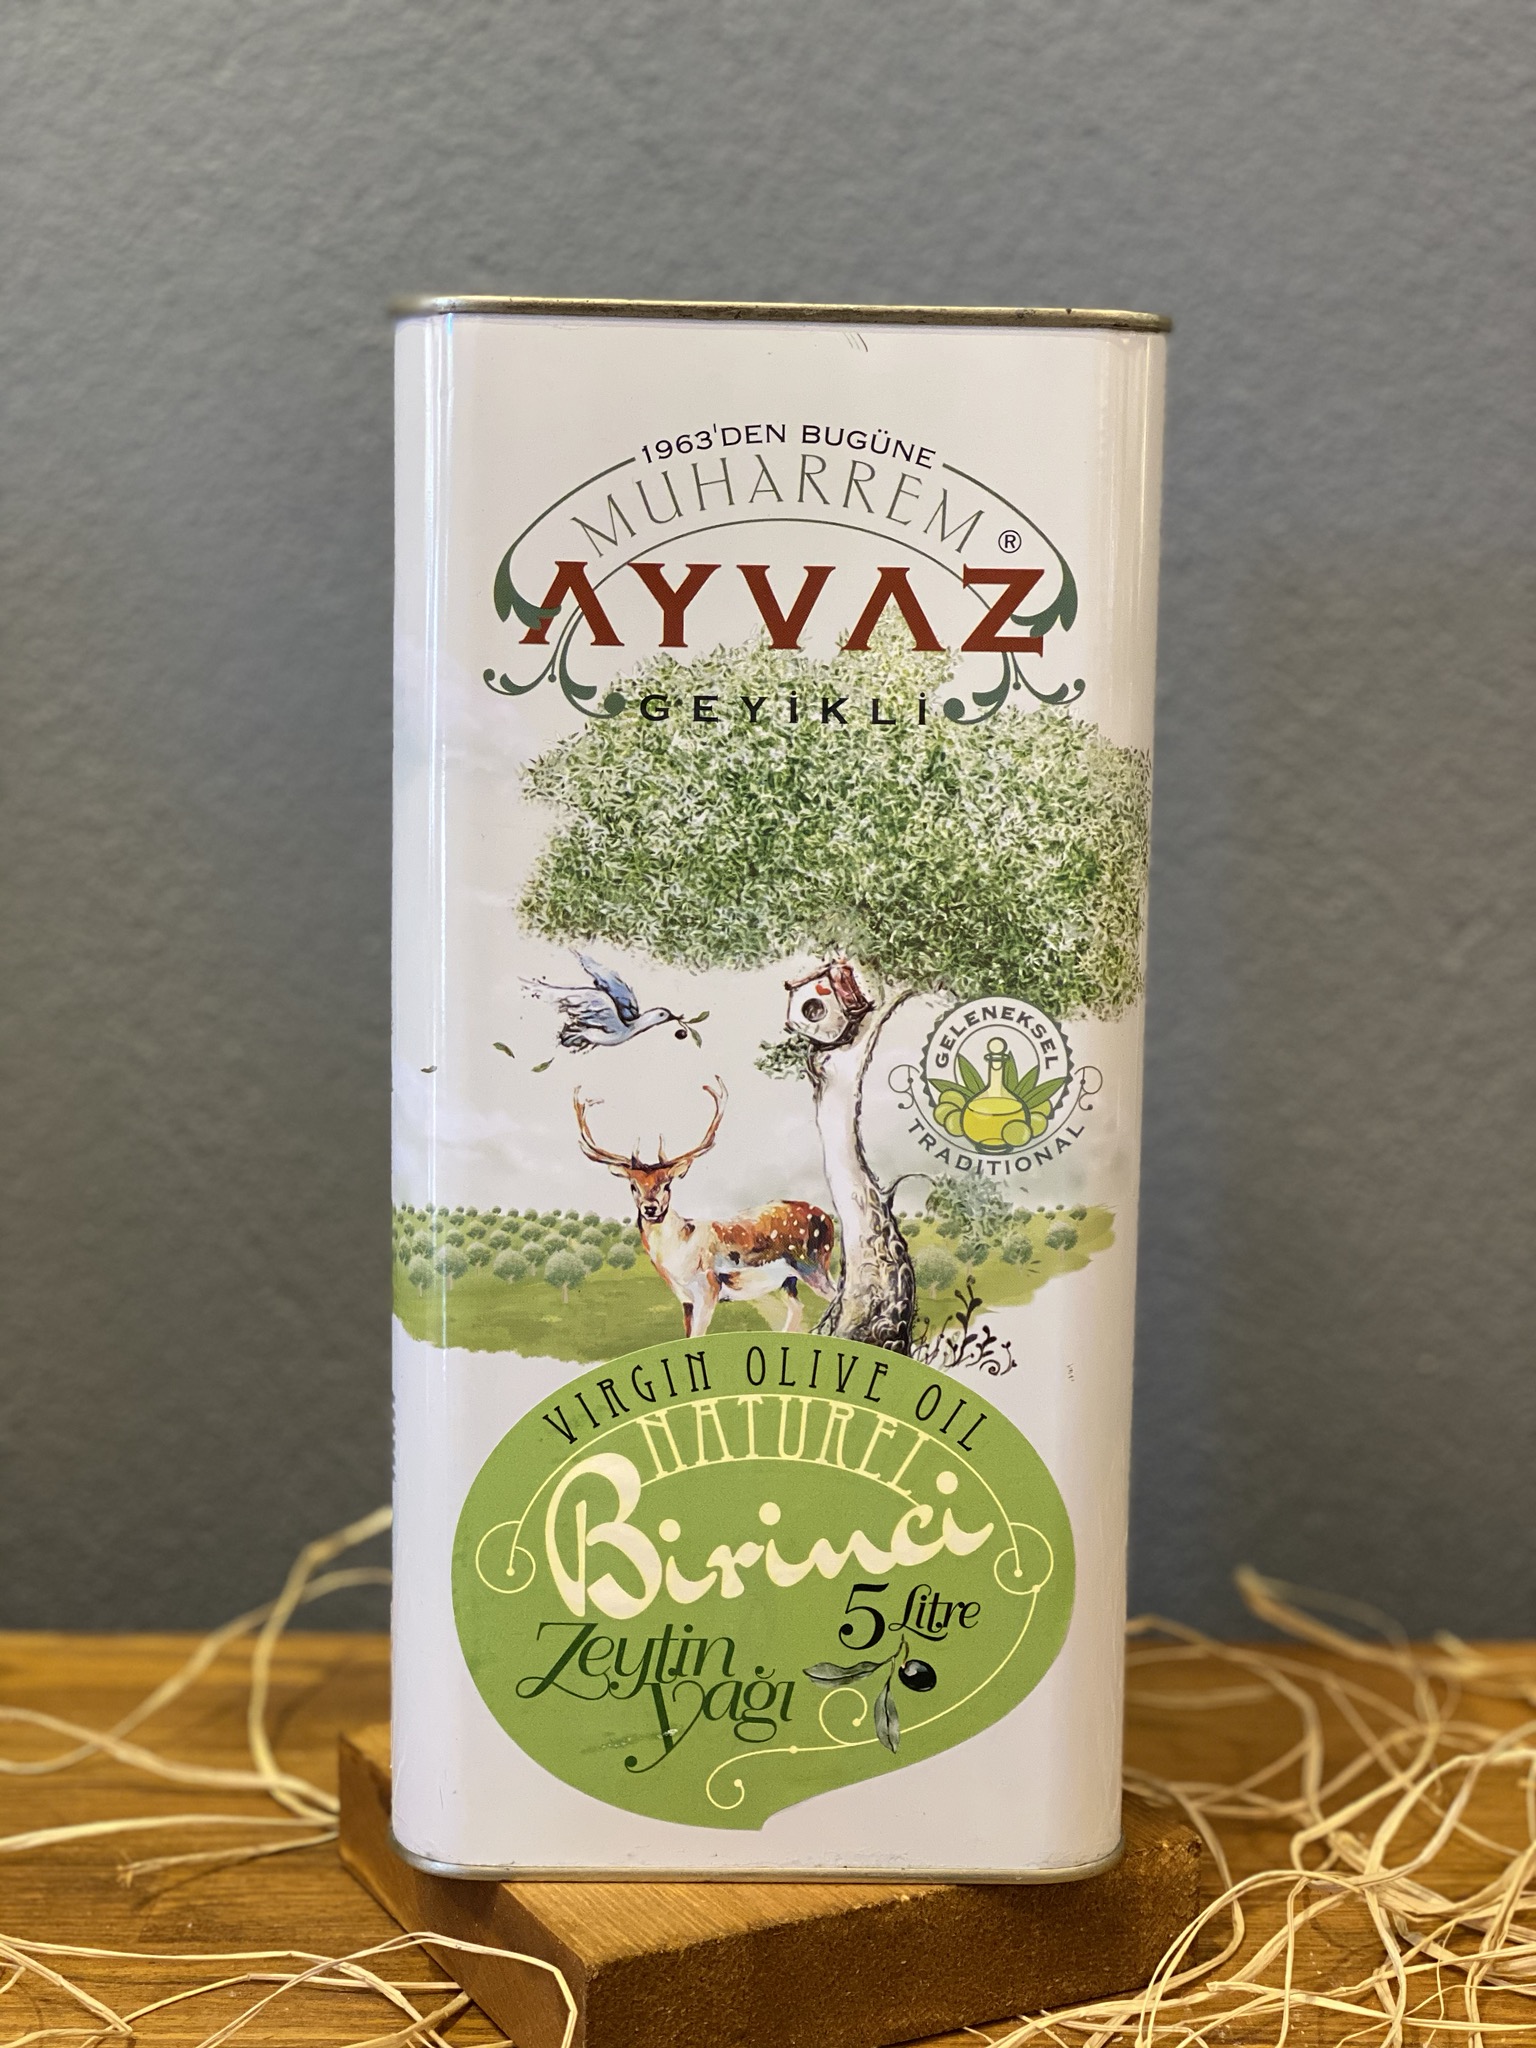 1963'DEN BUGÜNE
MUHARREM
®
AYVAZ
GEYİKLİ
GELENEKSEL
TRADITIONAL
VIRGIN OLIVE OIL
NATUREL
Birinci
5 Litre
Zeytin
Yağı